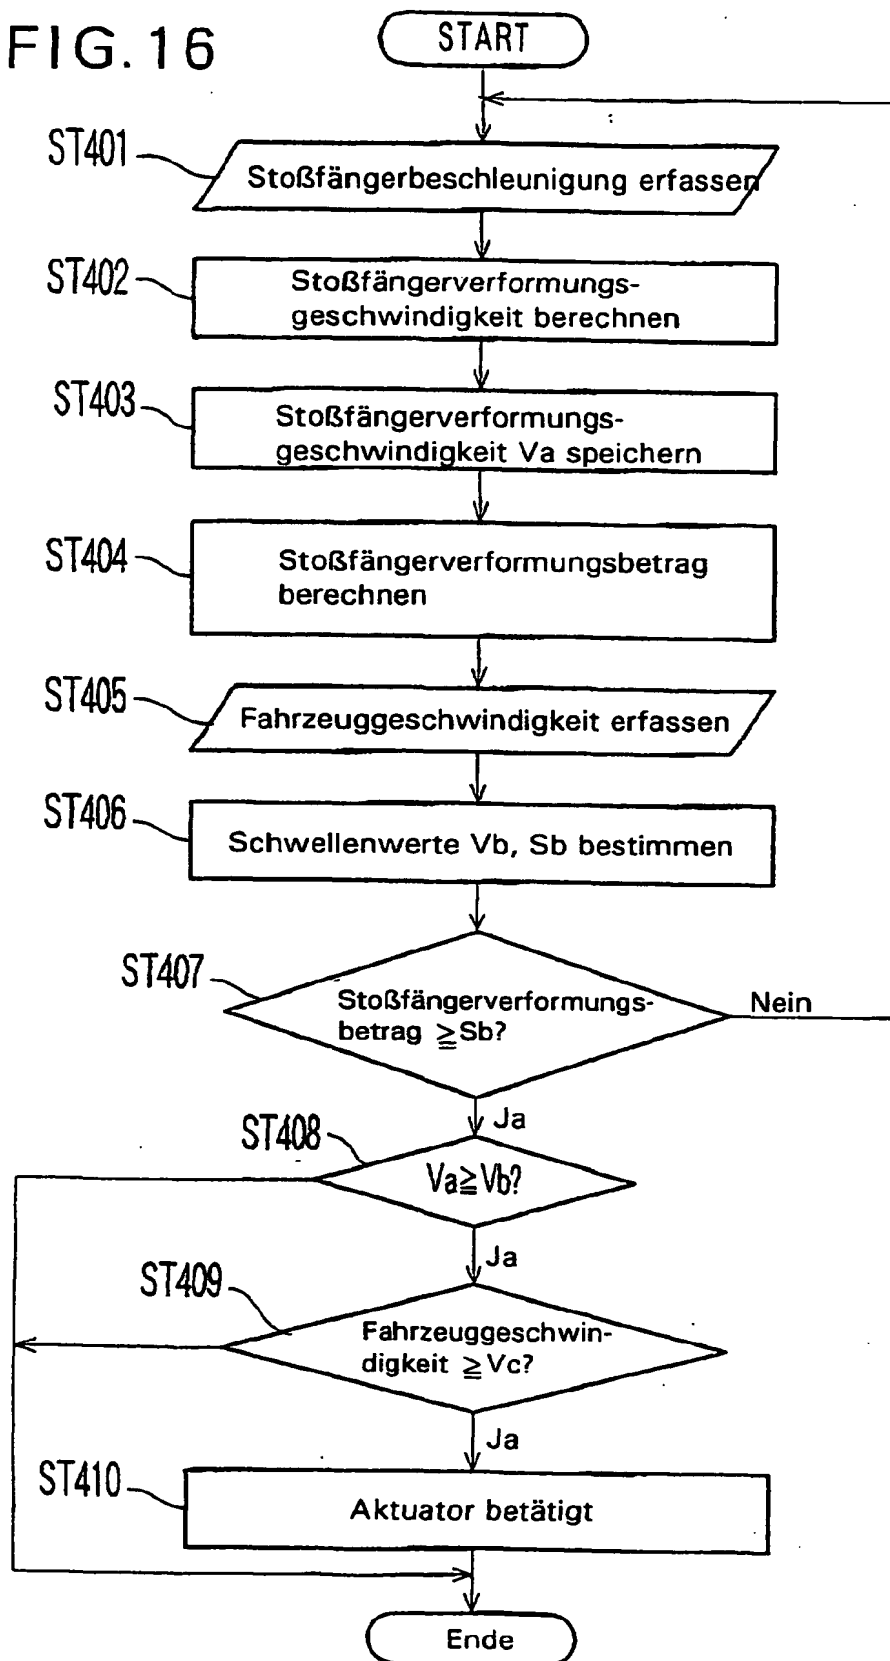 FIG.16
START
ST401
Stoßfängerbeschleunigung erfassen
ST402
Stoßfängerverformungs-
geschwindigkeit berechnen
ST403
Stoßfängerverformungs-
geschwindigkeit Va speichern
ST404
Stoßfängerverformungsbetrag
berechnen
ST405
Fahrzeuggeschwindigkeit erfassen
ST406
Schwellenwerte Vb, Sb bestimmen
ST407
Stoßfängerverformungs-
betrag ≧Sb?
Nein
Ja
ST408
Va≧Vb?
Ja
ST409
Fahrzeuggeschwin-
digkeit ≧Vc?
Ja
ST410
Aktuator betätigt
Ende